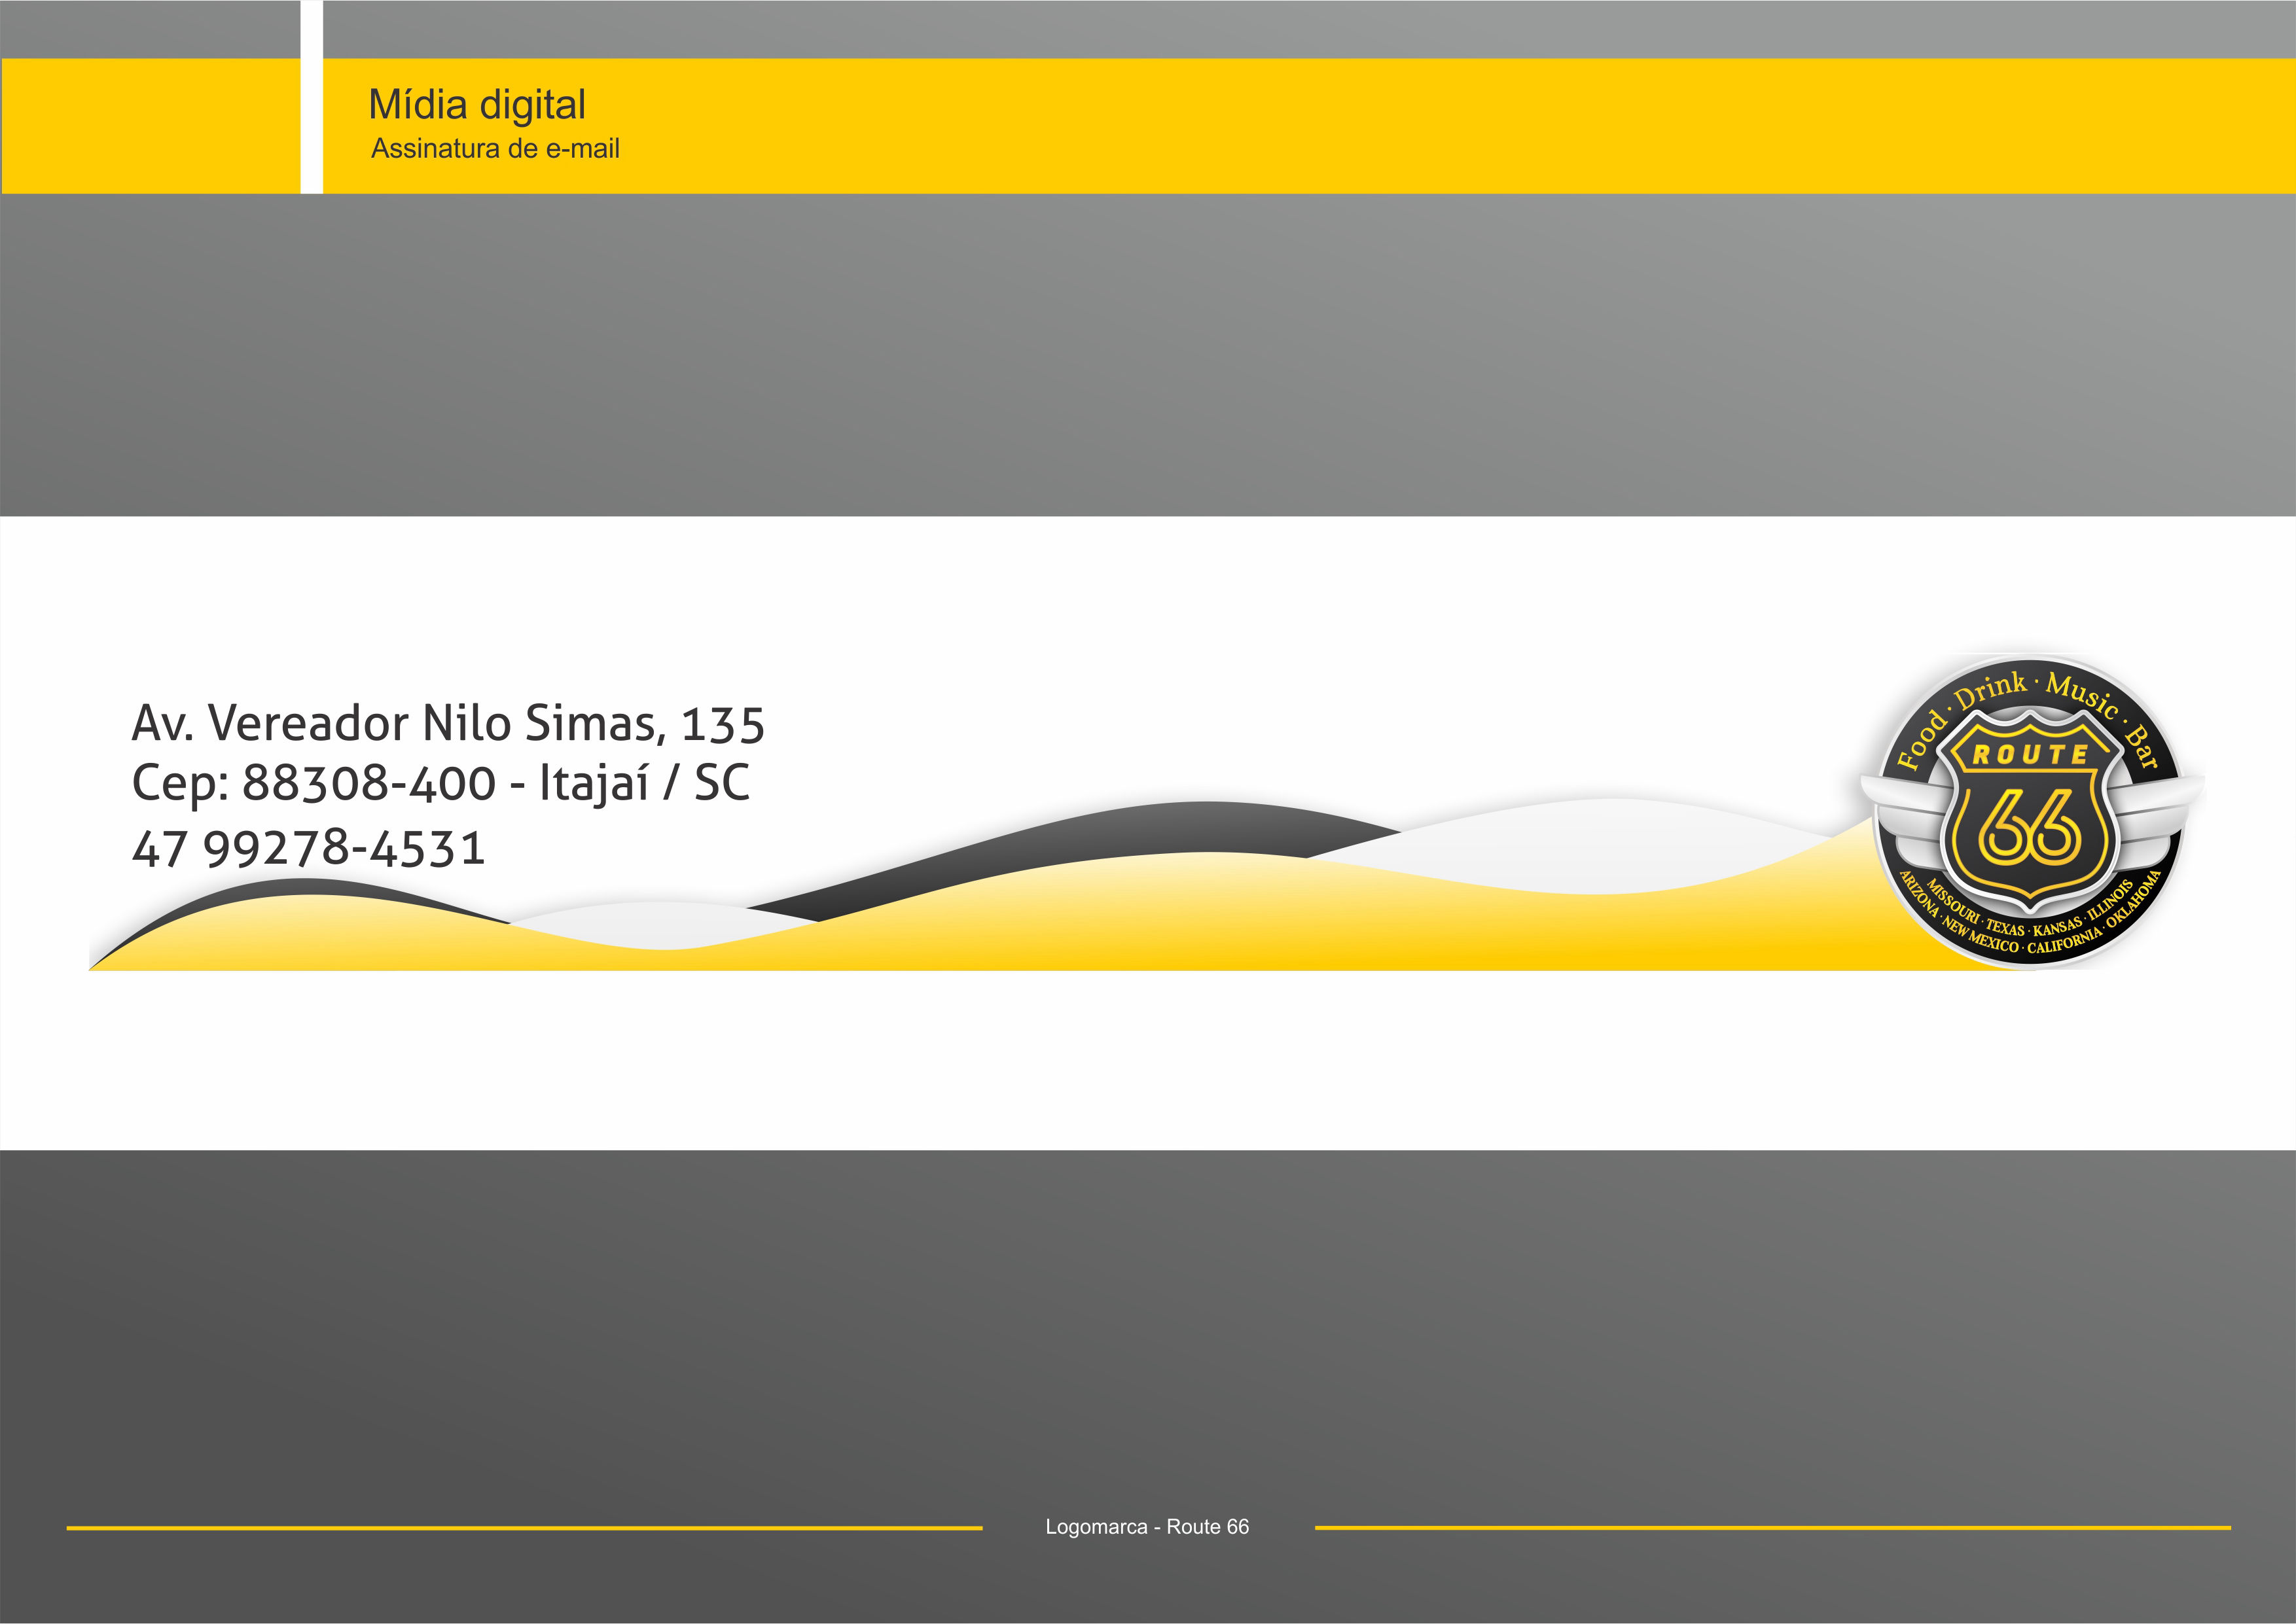 Mídia digital
Assinatura de e-mail
Av. Vereador Nilo Simas, 135
Cep: 88308-400 - Itajaí / SC
47 99278-4531
Food · Drink · Music · Bar
ROUTE
66
MISSOURI · TEXAS · KANSAS · ILLINOIS
ARIZONA · NEW MEXICO · CALIFORNIA · OKLAHOMA
Logomarca - Route 66